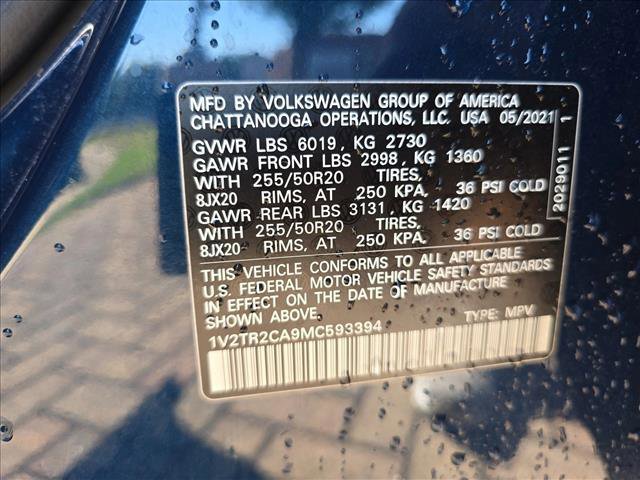 MFD BY VOLKSWAGEN GROUP OF AMERICA
CHATTANOOGA OPERATIONS, LLC. USA 05/2021
GVWR LBS 6019, KG 2730
GAWR FRONT LBS 2998, KG 1360
WITH 255/50R20 TIRES,
8JX20 RIMS, AT 250 KPA, 36 PSI COLD
GAWR REAR LBS 3131, KG 1420
WITH 255/50R20 TIRES,
8JX20 RIMS, AT 250 KPA, 36 PSI COLD
THIS VEHICLE CONFORMS TO ALL APPLICABLE
U.S. FEDERAL MOTOR VEHICLE SAFETY STANDARDS
IN EFFECT ON THE DATE OF MANUFACTURE
SHOWN ABOVE.
1V2TR2CA9MC593394 TYPE: MPV
2029011 1